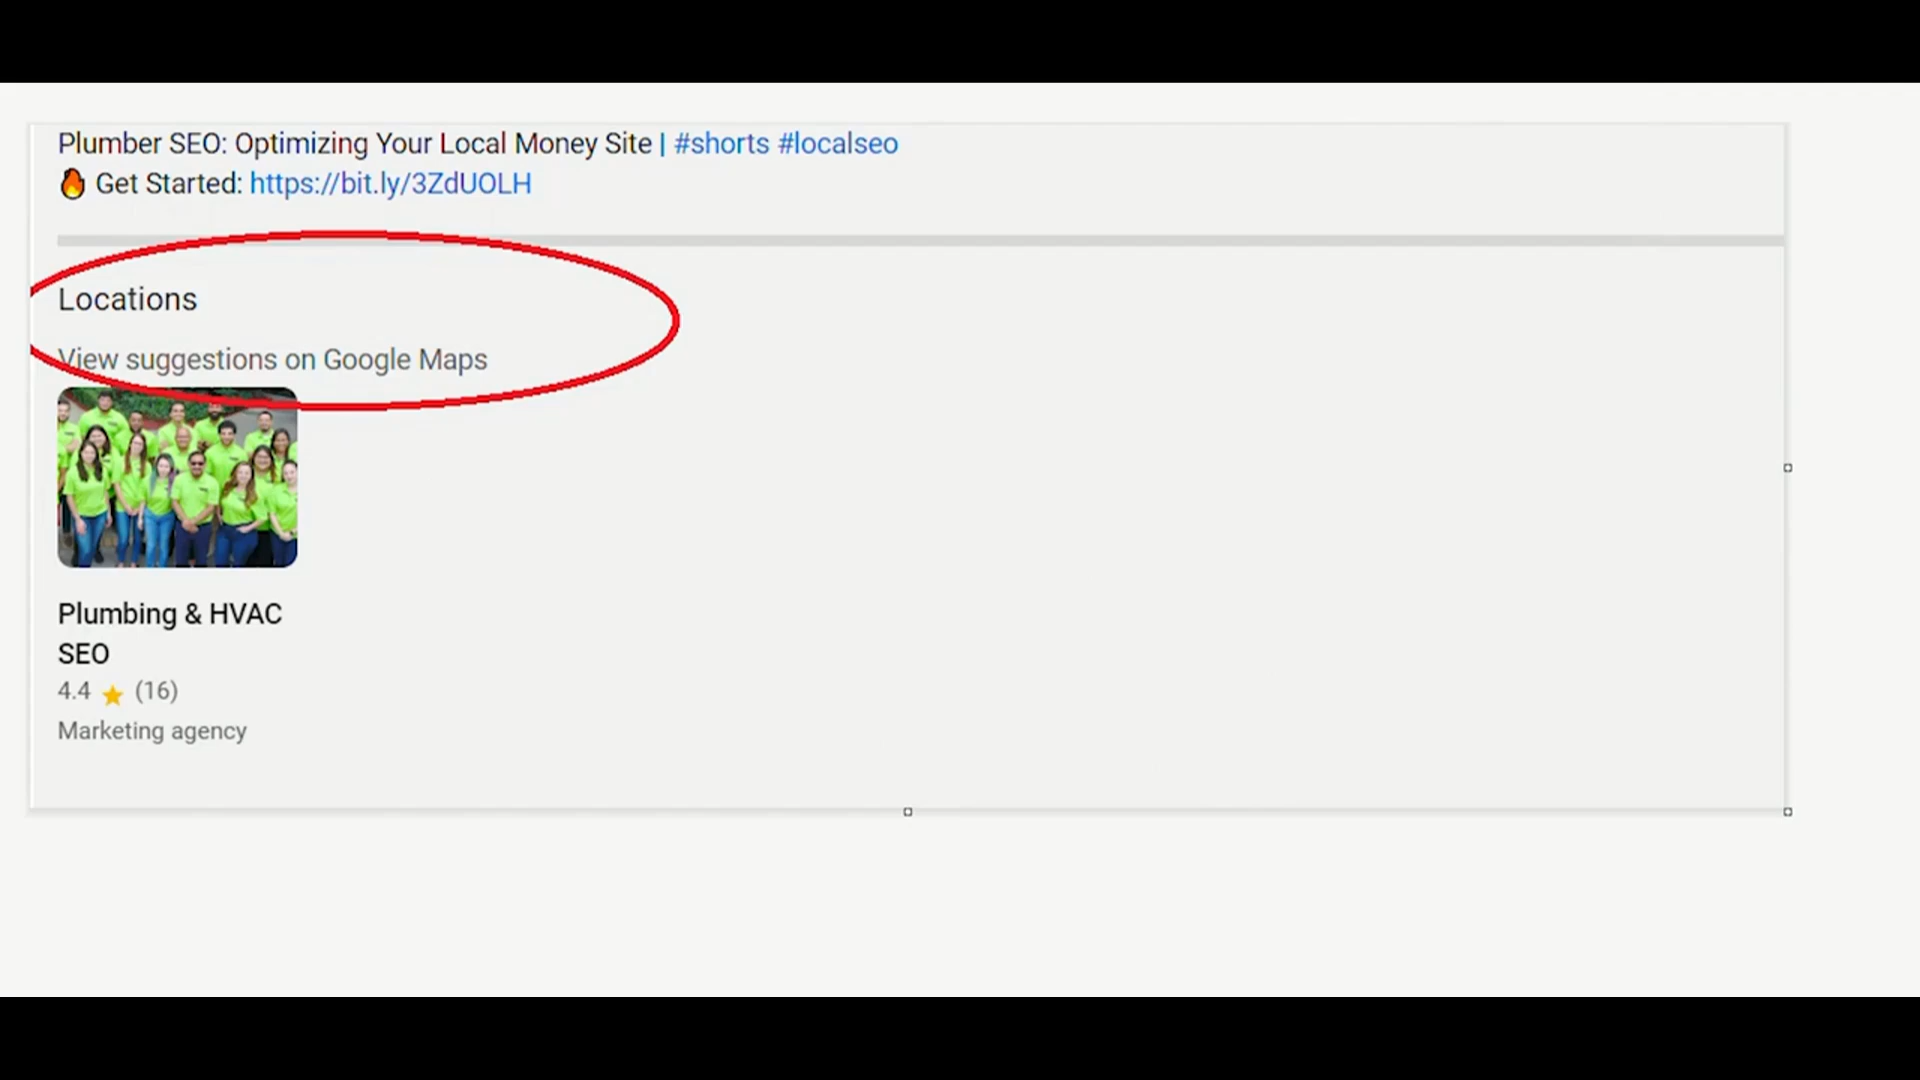 Plumber SEO: Optimizing Your Local Money Site | #shorts #localseo
🔥 Get Started: https://bit.ly/3ZdUOLH
Locations
View suggestions on Google Maps
Plumbing & HVAC
SEO
4.4 ★ (16)
Marketing agency